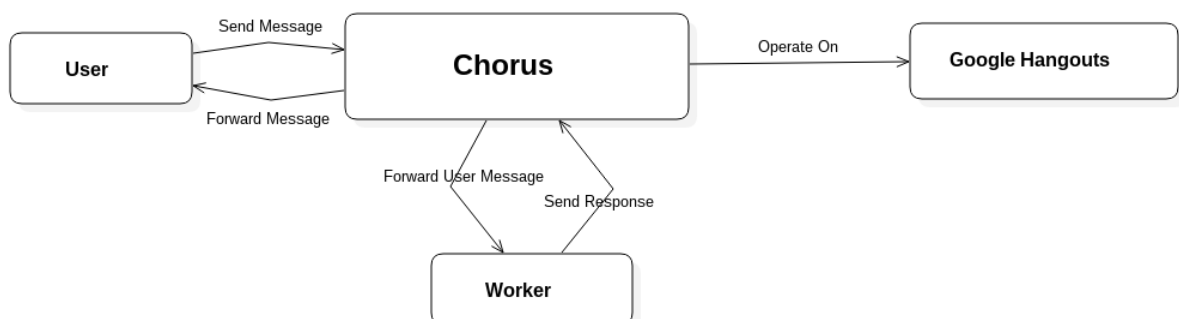 Send Message
User
Chorus
Operate On
Google Hangouts
Forward Message
Forward User Message
Send Response
Worker